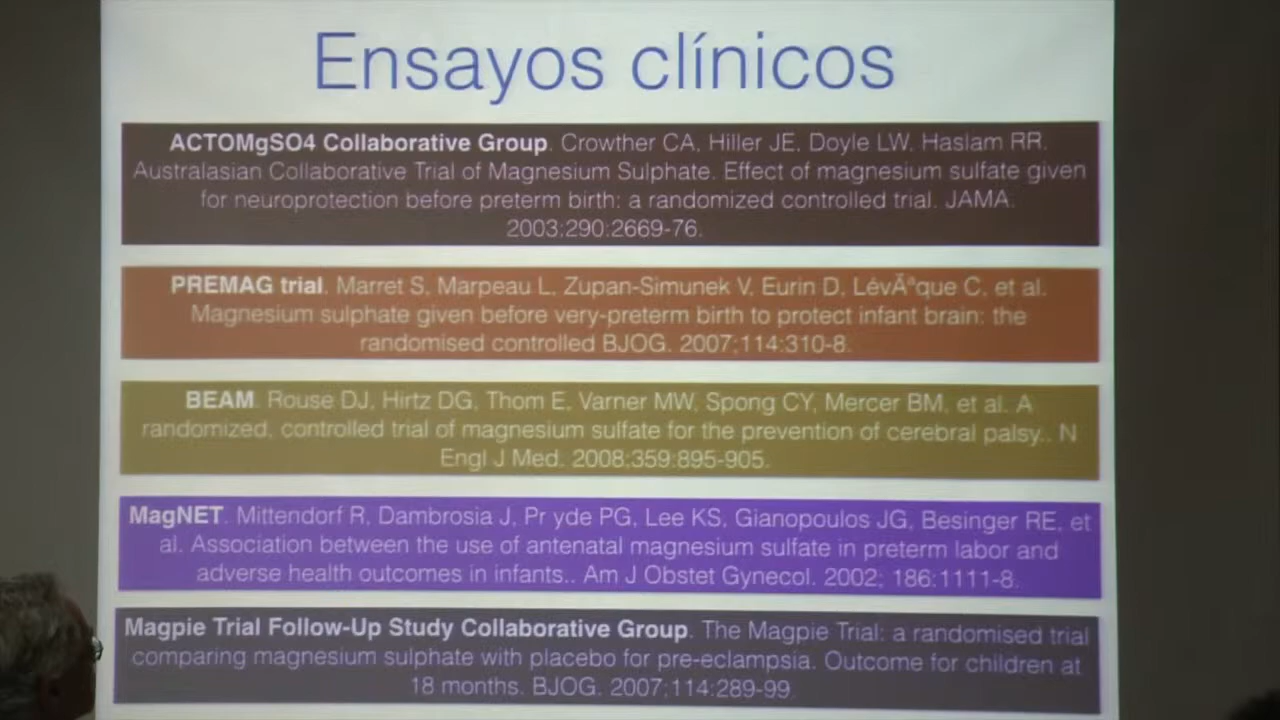 Ensayos clínicos
ACTOMgSO4 Collaborative Group. Crowther CA, Hiller JE, Doyle LW, Haslam RR.
Australasian Collaborative Trial of Magnesium Sulphate. Effect of magnesium sulfate given
for neuroprotection before preterm birth: a randomized controlled trial. JAMA.
2003;290:2669-76.
PREMAG trial. Marret S, Marpeau L, Zupan-Simunek V, Eurin D, LévÃªque C, et al.
Magnesium sulphate given before very-preterm birth to protect infant brain: the
randomised controlled BJOG. 2007;114:310-8.
BEAM. Rouse DJ, Hirtz DG, Thom E, Varner MW, Spong CY, Mercer BM, et al. A
randomized, controlled trial of magnesium sulfate for the prevention of cerebral palsy.. N
Engl J Med. 2008;359:895-905.
MagNET. Mittendorf R, Dambrosia J, Pr yde PG, Lee KS, Gianopoulos JG, Besinger RE, et
al. Association between the use of antenatal magnesium sulfate in preterm labor and
adverse health outcomes in infants.. Am J Obstet Gynecol. 2002; 186:1111-8.
Magpie Trial Follow-Up Study Collaborative Group. The Magpie Trial: a randomised trial
comparing magnesium sulphate with placebo for pre-eclampsia. Outcome for children at
18 months. BJOG. 2007;114:289-99